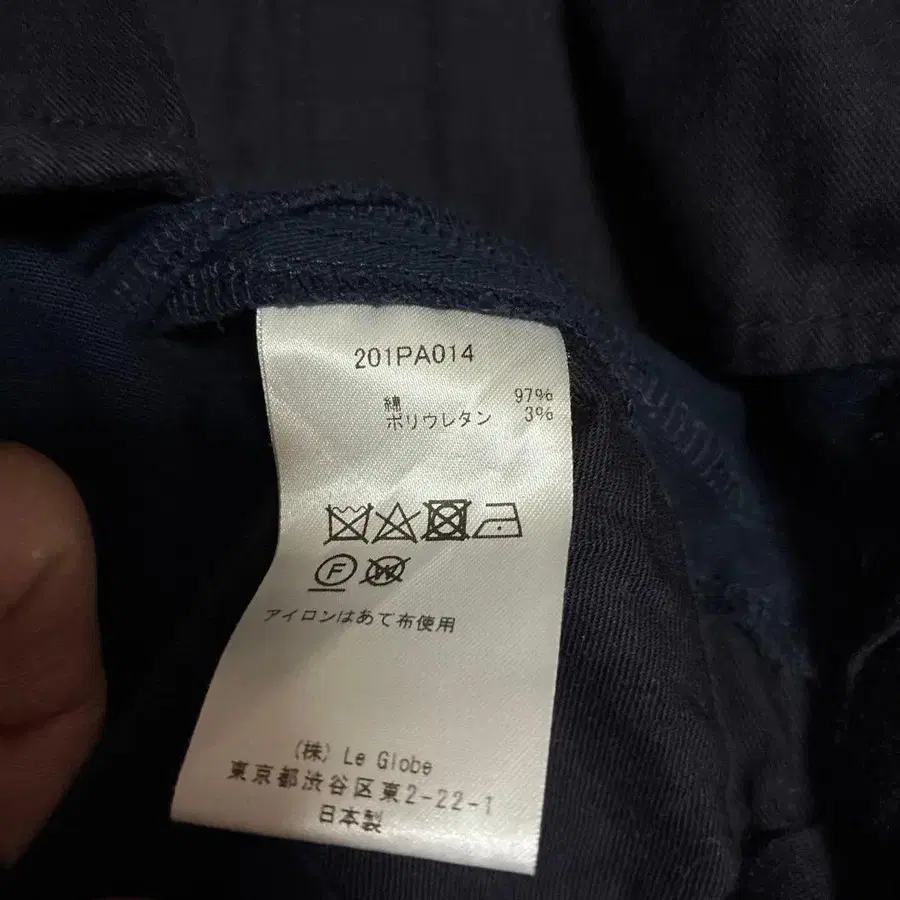 201PA014
綿 97%
ポリウレタン 3%
F
W
アイロンはあて布使用
(株) Le Globe
東京都渋谷区東2-22-1
日本製